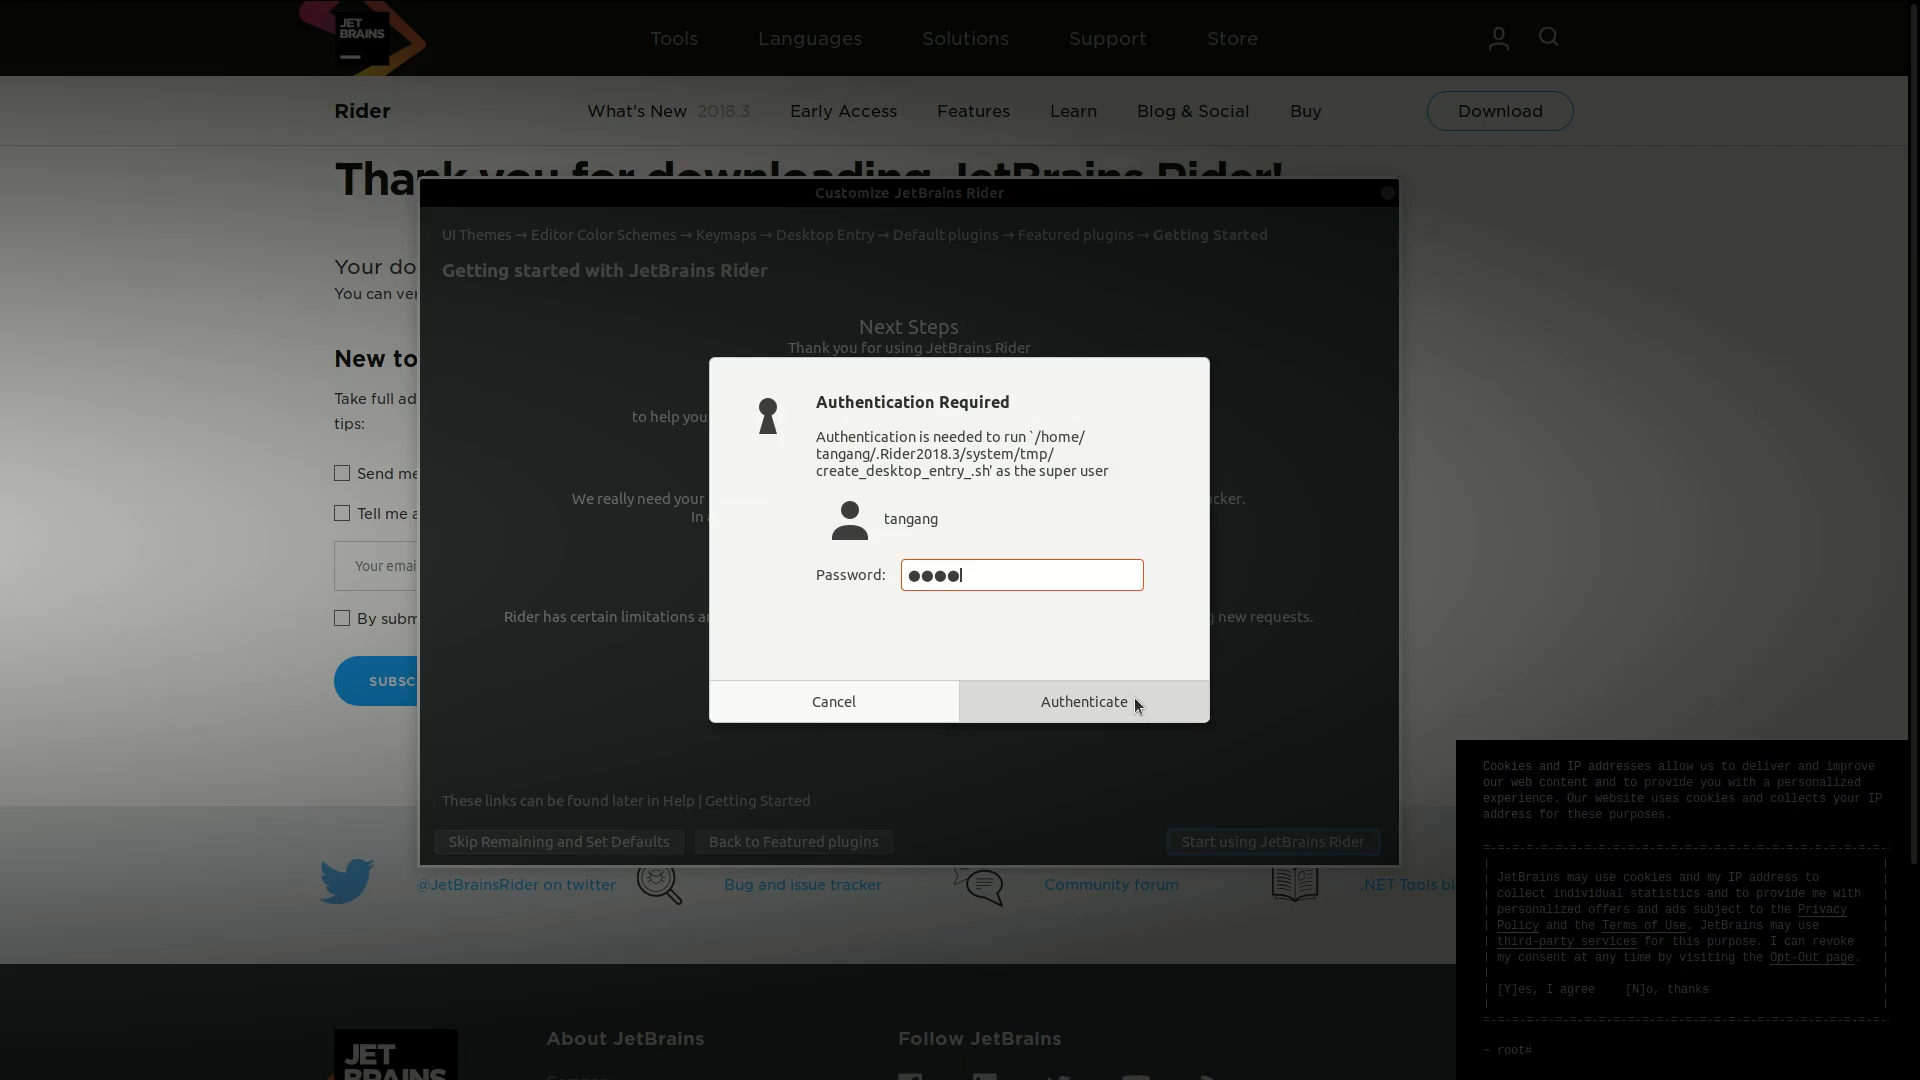 JET
BRAINS
Tools
Languages
Solutions
Support
Store
Rider
What's New 2018.3
Early Access
Features
Learn
Blog & Social
Buy
Download
Thank you for downloading JetBrains Rider!
Customize JetBrains Rider
UI Themes → Editor Color Schemes → Keymaps → Desktop Entry → Default plugins → Featured plugins → Getting Started
Getting started with JetBrains Rider
Your do
You can ver
Next Steps
Thank you for using JetBrains Rider
New to
Take full ad
tips:
to help you
Send me
Tell me a
Your emai
By subm
SUBSC
We really need your
cker.
In a
Rider has certain limitations a
g new requests.
Authentication Required
Authentication is needed to run `/home/
tangang/.Rider2018.3/system/tmp/
create_desktop_entry_.sh' as the super user
tangang
Password: ●●●●
Cancel
Authenticate
These links can be found later in Help | Getting Started
Skip Remaining and Set Defaults
Back to Featured plugins
Start using JetBrains Rider
@JetBrainsRider on twitter
Bug and issue tracker
Community forum
.NET Tools bl
Cookies and IP addresses allow us to deliver and improve
our web content and to provide you with a personalized
experience. Our website uses cookies and collects your IP
address for these purposes.
JetBrains may use cookies and my IP address to
collect individual statistics and to provide me with
personalized offers and ads subject to the Privacy
Policy and the Terms of Use. JetBrains may use
third-party services for this purpose. I can revoke
my consent at any time by visiting the Opt-Out page.
[Y]es, I agree [N]o, thanks
~ root#
JET
BRAINS
About JetBrains
Follow JetBrains